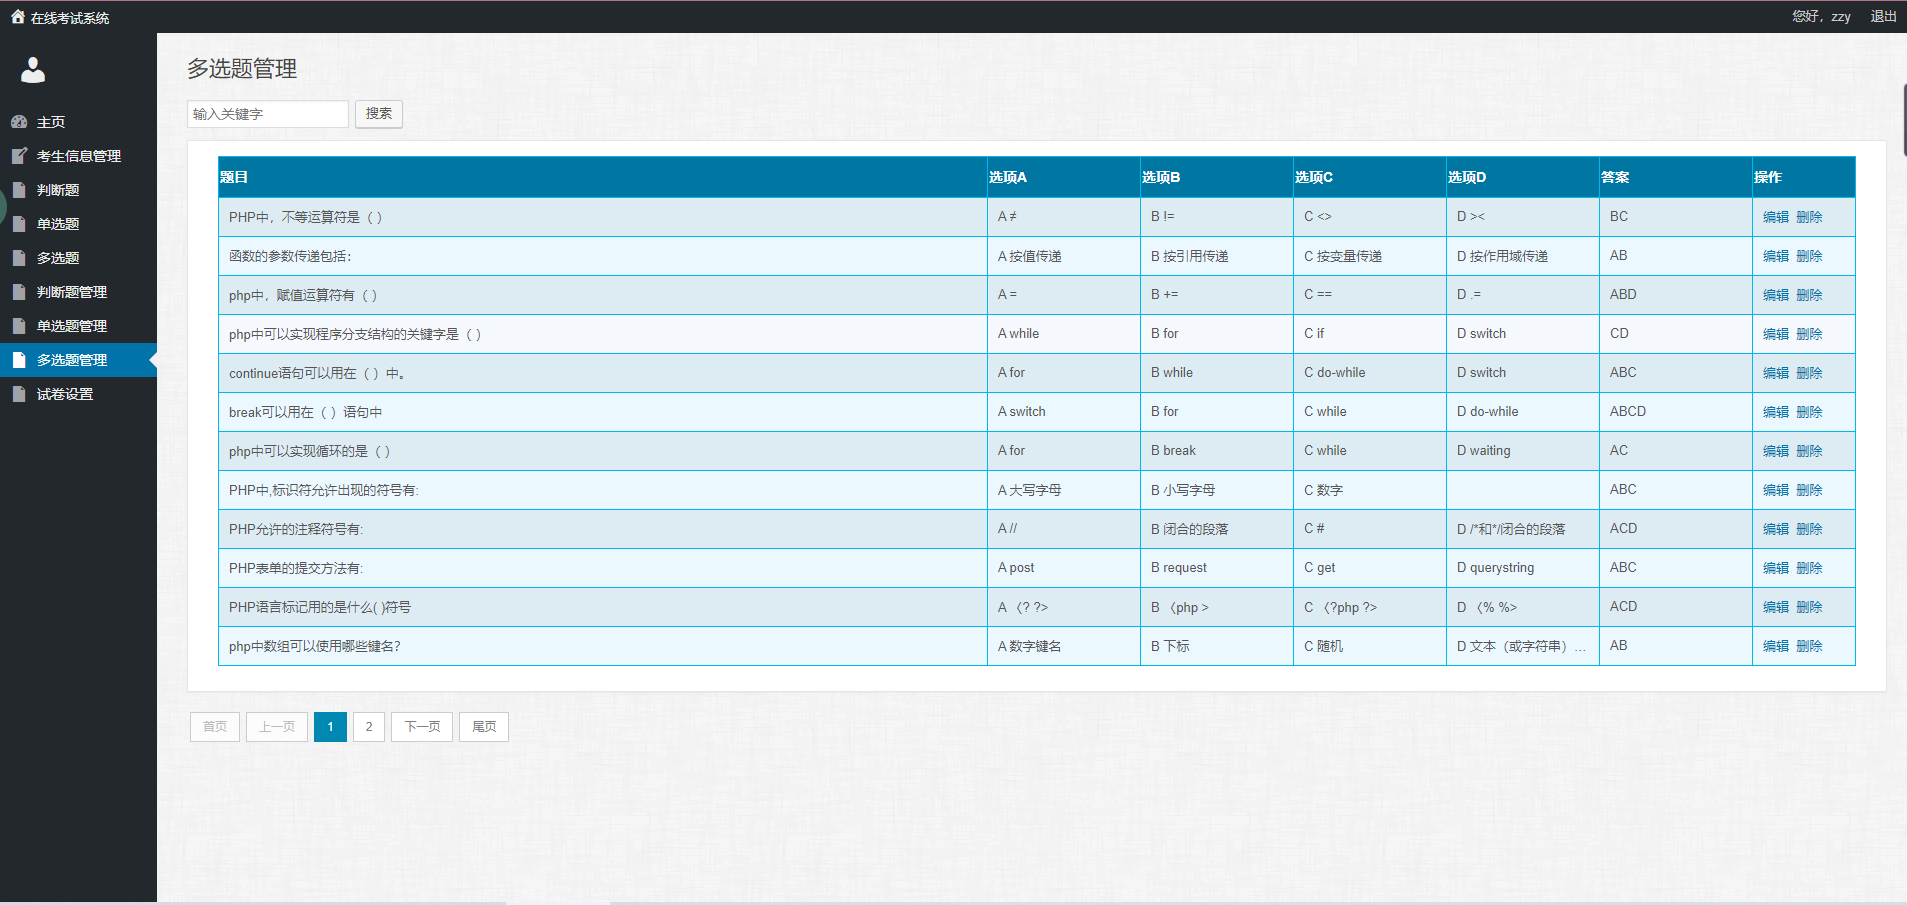 在线考试系统
您好，zzy 退出
主页
考生信息管理
判断题
单选题
多选题
判断题管理
单选题管理
多选题管理
试卷设置
多选题管理
输入关键字 搜索
题目 选项A 选项B 选项C 选项D 答案 操作
PHP中，不等运算符是（） A ≠ B != C <> D >< BC 编辑 删除
函数的参数传递包括： A 按值传递 B 按引用传递 C 按变量传递 D 按作用域传递 AB 编辑 删除
php中，赋值运算符有（） A = B += C == D .= ABD 编辑 删除
php中可以实现程序分支结构的关键字是（） A while B for C if D switch CD 编辑 删除
continue语句可以用在（ ）中。 A for B while C do-while D switch ABC 编辑 删除
break可以用在（ ）语句中 A switch B for C while D do-while ABCD 编辑 删除
php中可以实现循环的是（） A for B break C while D waiting AC 编辑 删除
PHP中,标识符允许出现的符号有: A 大写字母 B 小写字母 C 数字 ABC 编辑 删除
PHP允许的注释符号有: A // B 闭合的段落 C # D /*和*/闭合的段落 ACD 编辑 删除
PHP表单的提交方法有: A post B request C get D querystring ABC 编辑 删除
PHP语言标记用的是什么( )符号 A 〈? ?> B 〈php > C 〈?php ?> D 〈% %> ACD 编辑 删除
php中数组可以使用哪些键名？ A 数字键名 B 下标 C 随机 D 文本（或字符串）... AB 编辑 删除
首页 上一页 1 2 下一页 尾页